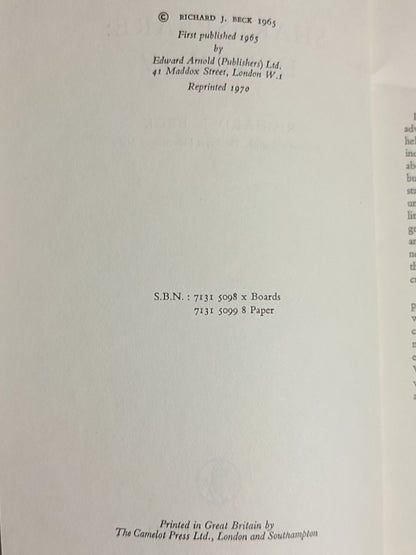 © RICHARD J. BECK 1965
First published 1965
by
Edward Arnold (Publishers) Ltd.
41 Maddox Street, London W.1
Reprinted 1970
S.B.N. : 7131 5098 x Boards
7131 5099 8 Paper
Printed in Great Britain by
The Camelot Press Ltd., London and Southampton